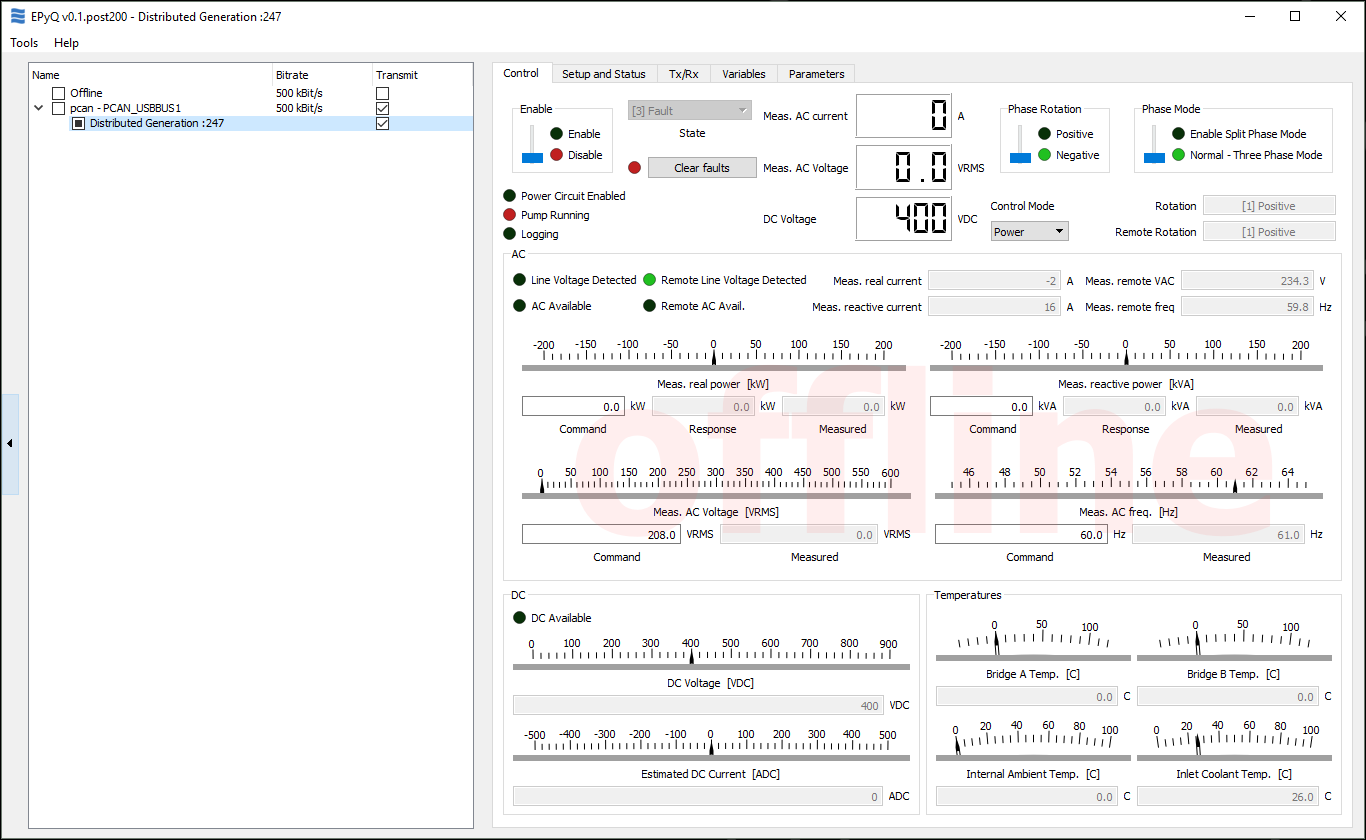 EPyQ v0.1.post200 - Distributed Generation :247
Tools Help
Name Bitrate Transmit
Offline 500 kBit/s
pcan - PCAN_USBBUS1 500 kBit/s
Distributed Generation :247
Control Setup and Status Tx/Rx Variables Parameters
Enable
Enable
Disable
[3] Fault
State
Clear faults
Meas. AC current 0 A
Meas. AC Voltage 0.0 VRMS
DC Voltage 400 VDC
Phase Rotation
Positive
Negative
Phase Mode
Enable Split Phase Mode
Normal - Three Phase Mode
Power Circuit Enabled
Pump Running
Logging
Control Mode
Power
Rotation [1] Positive
Remote Rotation [1] Positive
AC
Line Voltage Detected Remote Line Voltage Detected Meas. real current -2 A Meas. remote VAC 234.3 V
AC Available Remote AC Avail. Meas. reactive current 16 A Meas. remote freq 59.8 Hz
-200 -150 -100 -50 0 50 100 150 200
Meas. real power [kW]
0.0 kW 0.0 kW 0.0 kW
Command Response Measured
-200 -150 -100 -50 0 50 100 150 200
Meas. reactive power [kVA]
0.0 kVA 0.0 kVA 0.0 kVA
Command Response Measured
offline
0 50 100 150 200 250 300 350 400 450 500 550 600
Meas. AC Voltage [VRMS]
208.0 VRMS 0.0 VRMS
Command Measured
46 48 50 52 54 56 58 60 62 64
Meas. AC freq. [Hz]
60.0 Hz 61.0 Hz
Command Measured
DC
DC Available
0 100 200 300 400 500 600 700 800 900
DC Voltage [VDC]
400 VDC
-500 -400 -300 -200 -100 0 100 200 300 400 500
Estimated DC Current [ADC]
0 ADC
Temperatures
0 50 100
Bridge A Temp. [C]
0.0 C
0 50 100
Bridge B Temp. [C]
0.0 C
0 20 40 60 80 100
Internal Ambient Temp. [C]
0.0 C
0 20 40 60 80 100
Inlet Coolant Temp. [C]
26.0 C